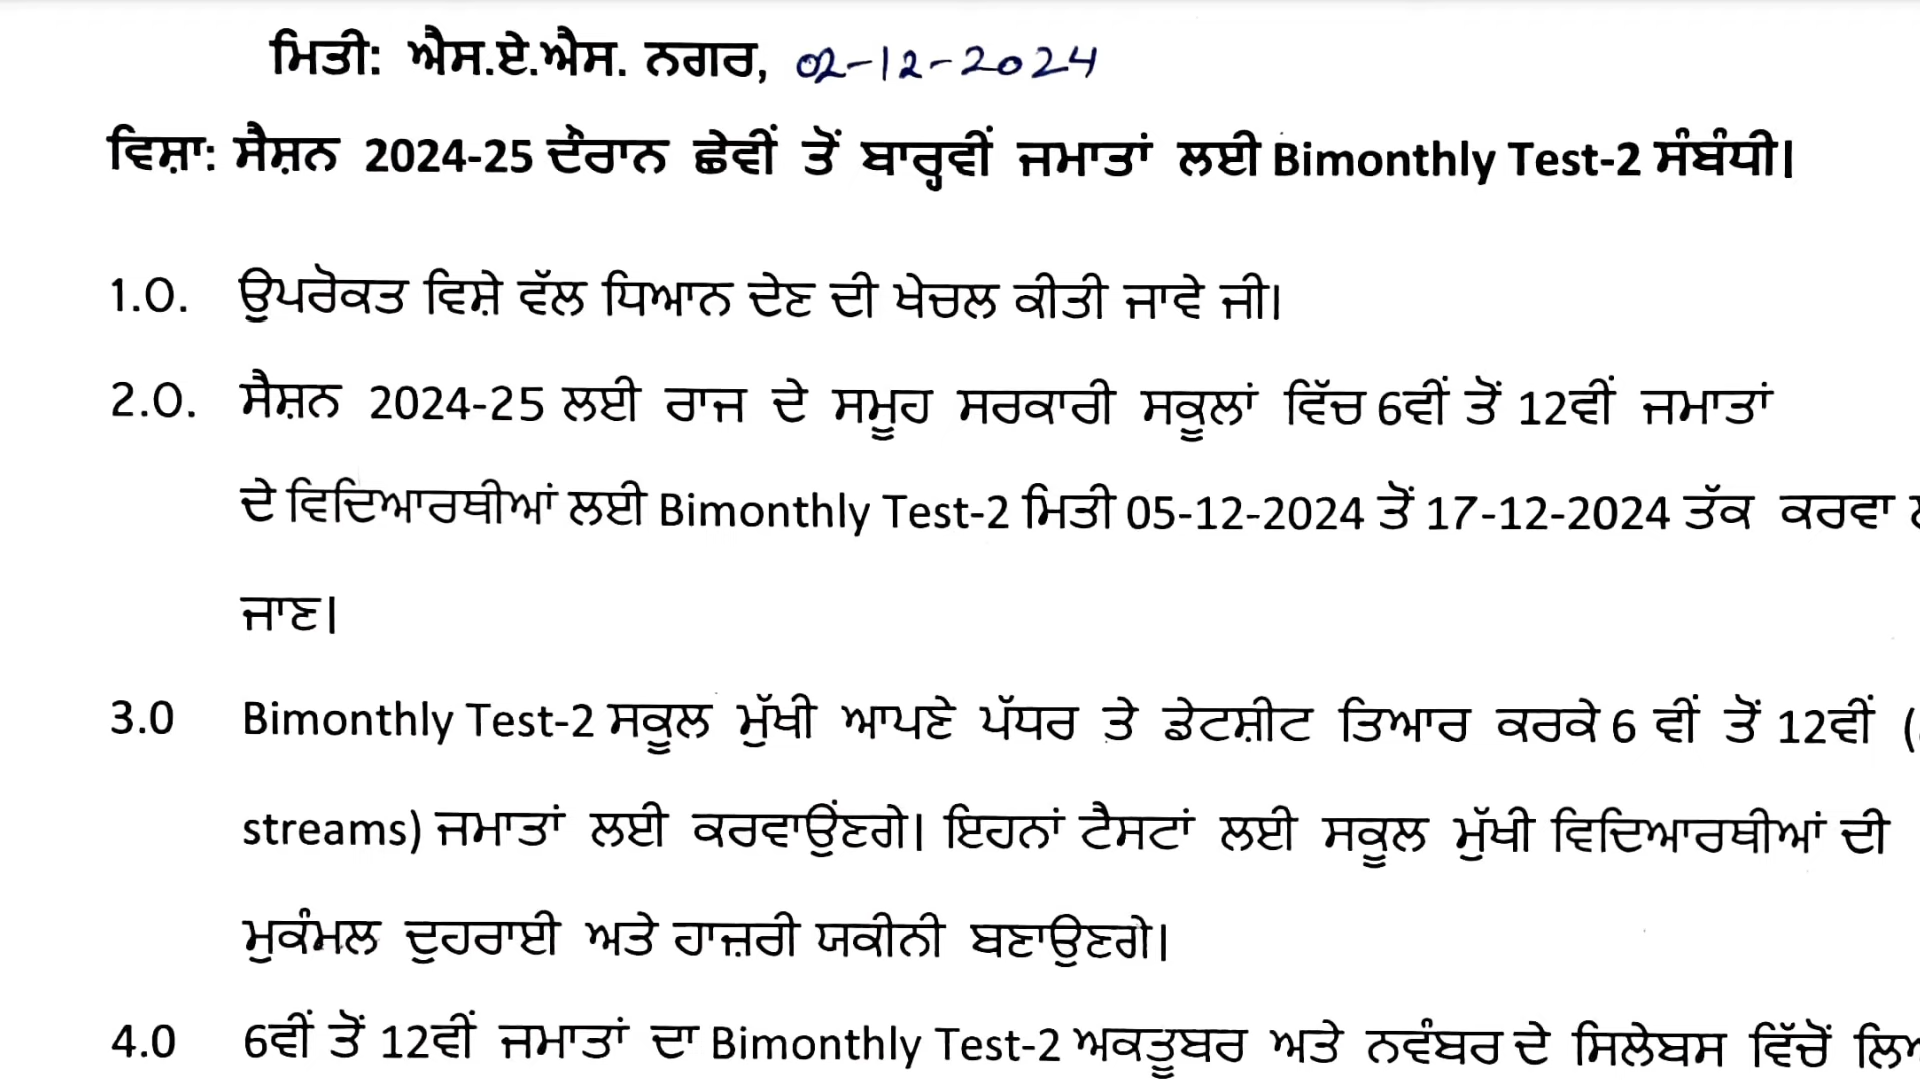 ਮਿਤੀ: ਐਸ.ਏ.ਐਸ. ਨਗਰ, 02-12-2024
ਵਿਸ਼ਾ: ਸੈਸ਼ਨ 2024-25 ਦੌਰਾਨ ਛੇਵੀਂ ਤੋਂ ਬਾਰ੍ਹਵੀਂ ਜਮਾਤਾਂ ਲਈ Bimonthly Test-2 ਸੰਬੰਧੀ।
1.0. ਉਪਰੋਕਤ ਵਿਸ਼ੇ ਵੱਲ ਧਿਆਨ ਦੇਣ ਦੀ ਖੇਚਲ ਕੀਤੀ ਜਾਵੇ ਜੀ।
2.0. ਸੈਸ਼ਨ 2024-25 ਲਈ ਰਾਜ ਦੇ ਸਮੂਹ ਸਰਕਾਰੀ ਸਕੂਲਾਂ ਵਿੱਚ 6ਵੀਂ ਤੋਂ 12ਵੀਂ ਜਮਾਤਾਂ
ਦੇ ਵਿਦਿਆਰਥੀਆਂ ਲਈ Bimonthly Test-2 ਮਿਤੀ 05-12-2024 ਤੋਂ 17-12-2024 ਤੱਕ ਕਰਵਾ
ਜਾਣ।
3.0 Bimonthly Test-2 ਸਕੂਲ ਮੁੱਖੀ ਆਪਣੇ ਪੱਧਰ ਤੇ ਡੇਟਸ਼ੀਟ ਤਿਆਰ ਕਰਕੇ 6 ਵੀਂ ਤੋਂ 12ਵੀਂ (
streams) ਜਮਾਤਾਂ ਲਈ ਕਰਵਾਉਂਣਗੇ। ਇਹਨਾਂ ਟੈਸਟਾਂ ਲਈ ਸਕੂਲ ਮੁੱਖੀ ਵਿਦਿਆਰਥੀਆਂ ਦੀ
ਮੁਕੰਮਲ ਦੁਹਰਾਈ ਅਤੇ ਹਾਜ਼ਰੀ ਯਕੀਨੀ ਬਣਾਉਣਗੇ।
4.0 6ਵੀਂ ਤੋਂ 12ਵੀਂ ਜਮਾਤਾਂ ਦਾ Bimonthly Test-2 ਅਕਤੂਬਰ ਅਤੇ ਨਵੰਬਰ ਦੇ ਸਿਲੇਬਸ ਵਿੱਚੋਂ